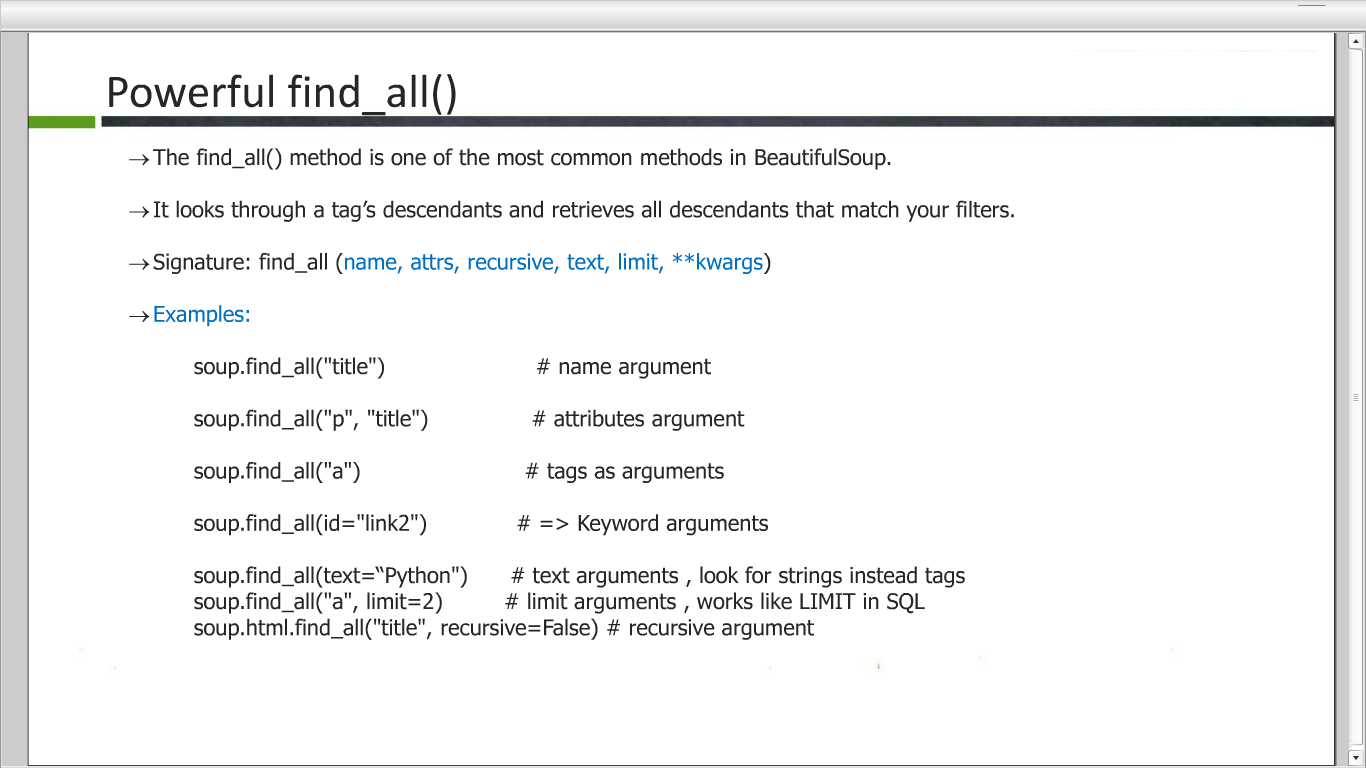 Powerful find_all()
→The find_all() method is one of the most common methods in BeautifulSoup.
→It looks through a tag’s descendants and retrieves all descendants that match your filters.
→Signature: find_all (name, attrs, recursive, text, limit, **kwargs)
→Examples:
soup.find_all("title") # name argument
soup.find_all("p", "title") # attributes argument
soup.find_all("a") # tags as arguments
soup.find_all(id="link2") # => Keyword arguments
soup.find_all(text=“Python") # text arguments , look for strings instead tags
soup.find_all("a", limit=2) # limit arguments , works like LIMIT in SQL
soup.html.find_all("title", recursive=False) # recursive argument